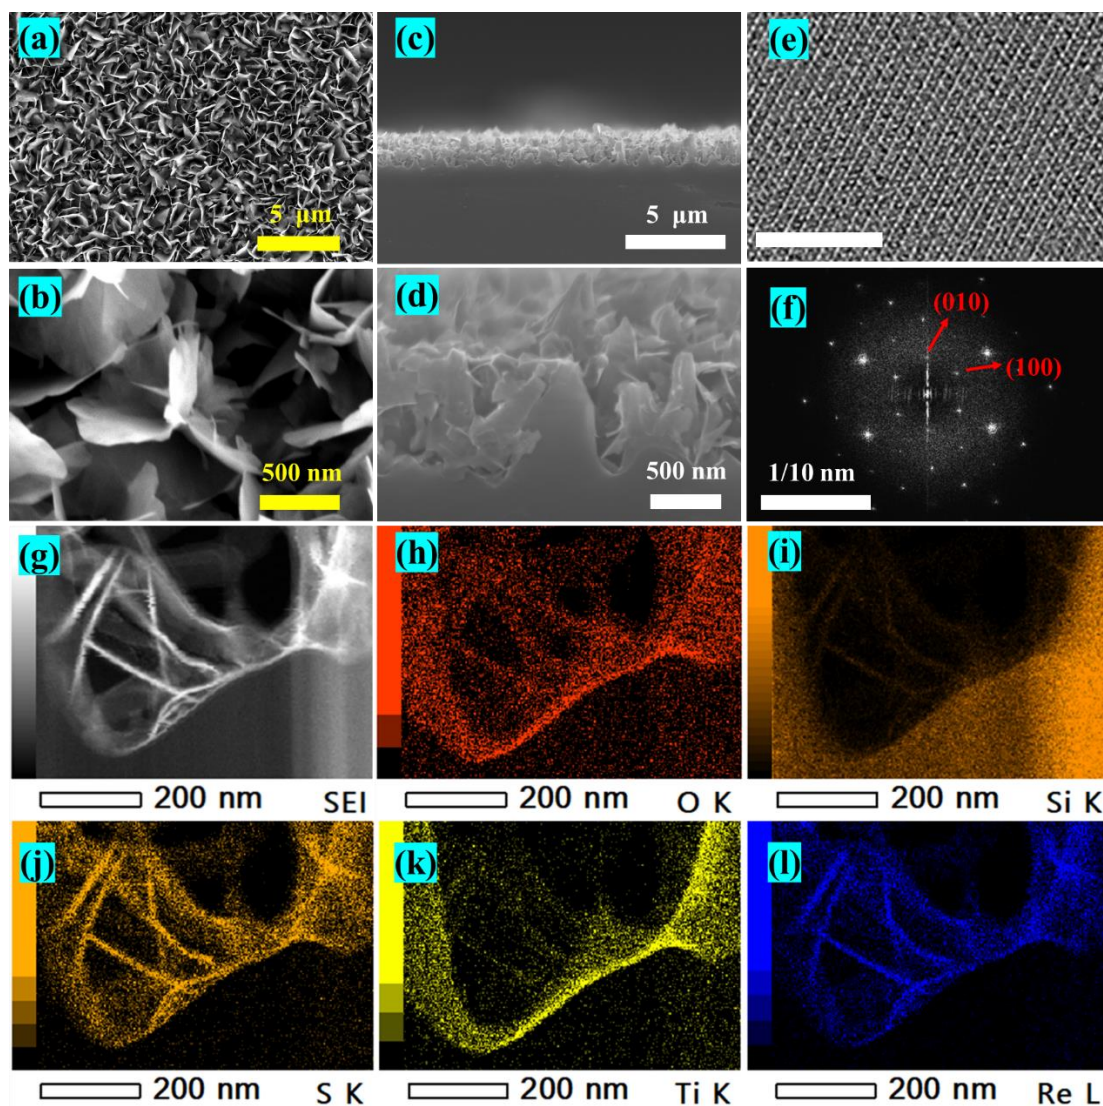 (a)
5 μm
(c)
5 μm
(e)
(b)
500 nm
(d)
500 nm
(f)
(010)
(100)
1/10 nm
(g)
200 nm
SEI
(h)
200 nm
O K
(i)
200 nm
Si K
(j)
200 nm
S K
(k)
200 nm
Ti K
(l)
200 nm
Re L